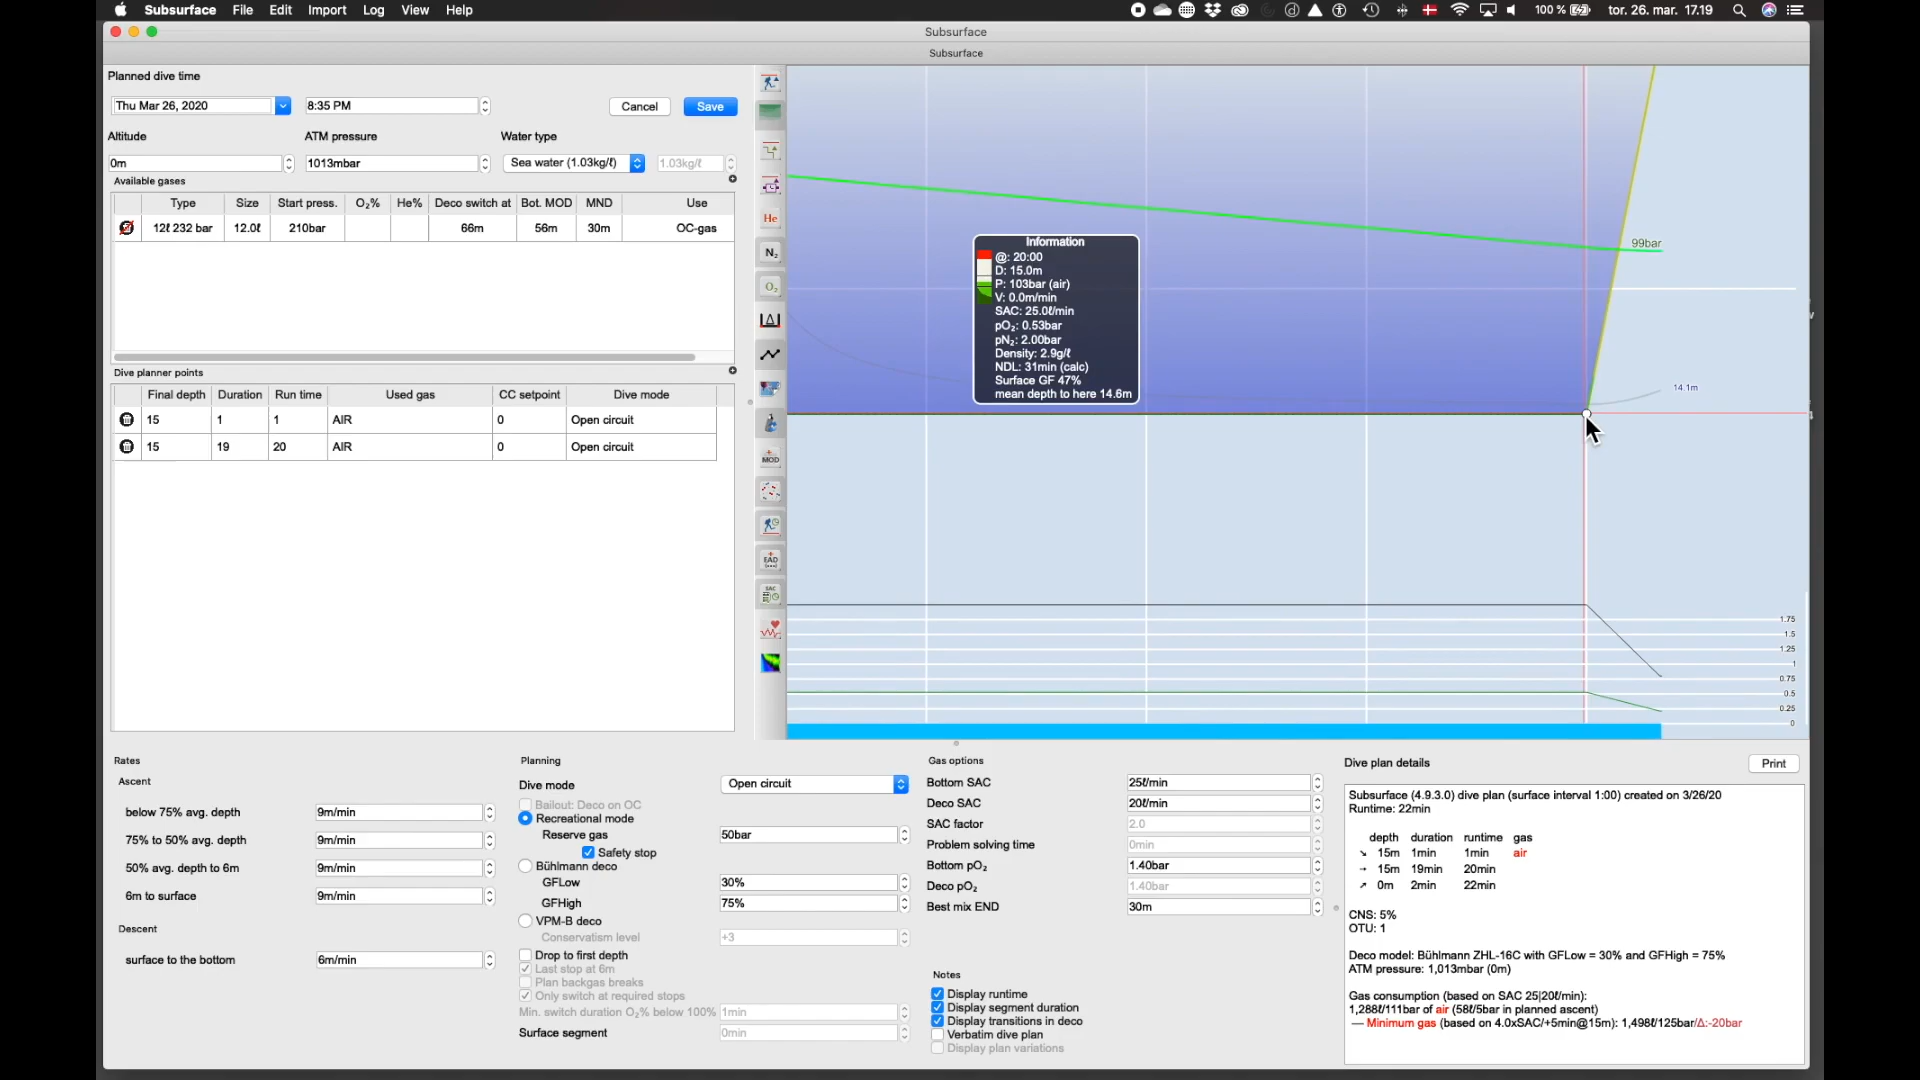 Subsurface File Edit Import Log View Help
100 % tor. 26. mar. 17.19
Subsurface
Subsurface
Planned dive time
Thu Mar 26, 2020 8:35 PM Cancel Save
Altitude ATM pressure Water type
0m 1013mbar Sea water (1.03kg/ℓ) 1.03kg/ℓ
Available gases
Type Size Start press. O₂% He% Deco switch at Bot. MOD MND Use
12ℓ 232 bar 12.0ℓ 210bar 66m 56m 30m OC-gas
Dive planner points
Final depth Duration Run time Used gas CC setpoint Dive mode
15 1 1 AIR 0 Open circuit
15 19 20 AIR 0 Open circuit
He
N₂
O₂
MOD
EAD
SAC
Information
@: 20:00
D: 15.0m
P: 103bar (air)
V: 0.0m/min
SAC: 25.0ℓ/min
pO₂: 0.53bar
pN₂: 2.00bar
Density: 2.9g/ℓ
NDL: 31min (calc)
Surface GF 47%
mean depth to here 14.6m
99bar
14.1m
1.75
1.5
1.25
1
0.75
0.5
0.25
0
Rates
Ascent
below 75% avg. depth 9m/min
75% to 50% avg. depth 9m/min
50% avg. depth to 6m 9m/min
6m to surface 9m/min
Descent
surface to the bottom 6m/min
Planning
Dive mode Open circuit
Bailout: Deco on OC
Recreational mode
Reserve gas 50bar
Safety stop
Bühlmann deco
GFLow 30%
GFHigh 75%
VPM-B deco
Conservatism level +3
Drop to first depth
Last stop at 6m
Plan backgas breaks
Only switch at required stops
Min. switch duration O₂% below 100% 1min
Surface segment 0min
Gas options
Bottom SAC 25ℓ/min
Deco SAC 20ℓ/min
SAC factor 2.0
Problem solving time 0min
Bottom pO₂ 1.40bar
Deco pO₂ 1.40bar
Best mix END 30m
Notes
Display runtime
Display segment duration
Display transitions in deco
Verbatim dive plan
Display plan variations
Dive plan details Print
Subsurface (4.9.3.0) dive plan (surface interval 1:00) created on 3/26/20
Runtime: 22min
depth duration runtime gas
➘ 15m 1min 1min air
➙ 15m 19min 20min
➚ 0m 2min 22min
CNS: 5%
OTU: 1
Deco model: Bühlmann ZHL-16C with GFLow = 30% and GFHigh = 75%
ATM pressure: 1,013mbar (0m)
Gas consumption (based on SAC 25|20ℓ/min):
1,288ℓ/111bar of air (58ℓ/5bar in planned ascent)
— Minimum gas (based on 4.0xSAC/+5min@15m): 1,498ℓ/125bar/Δ:-20bar